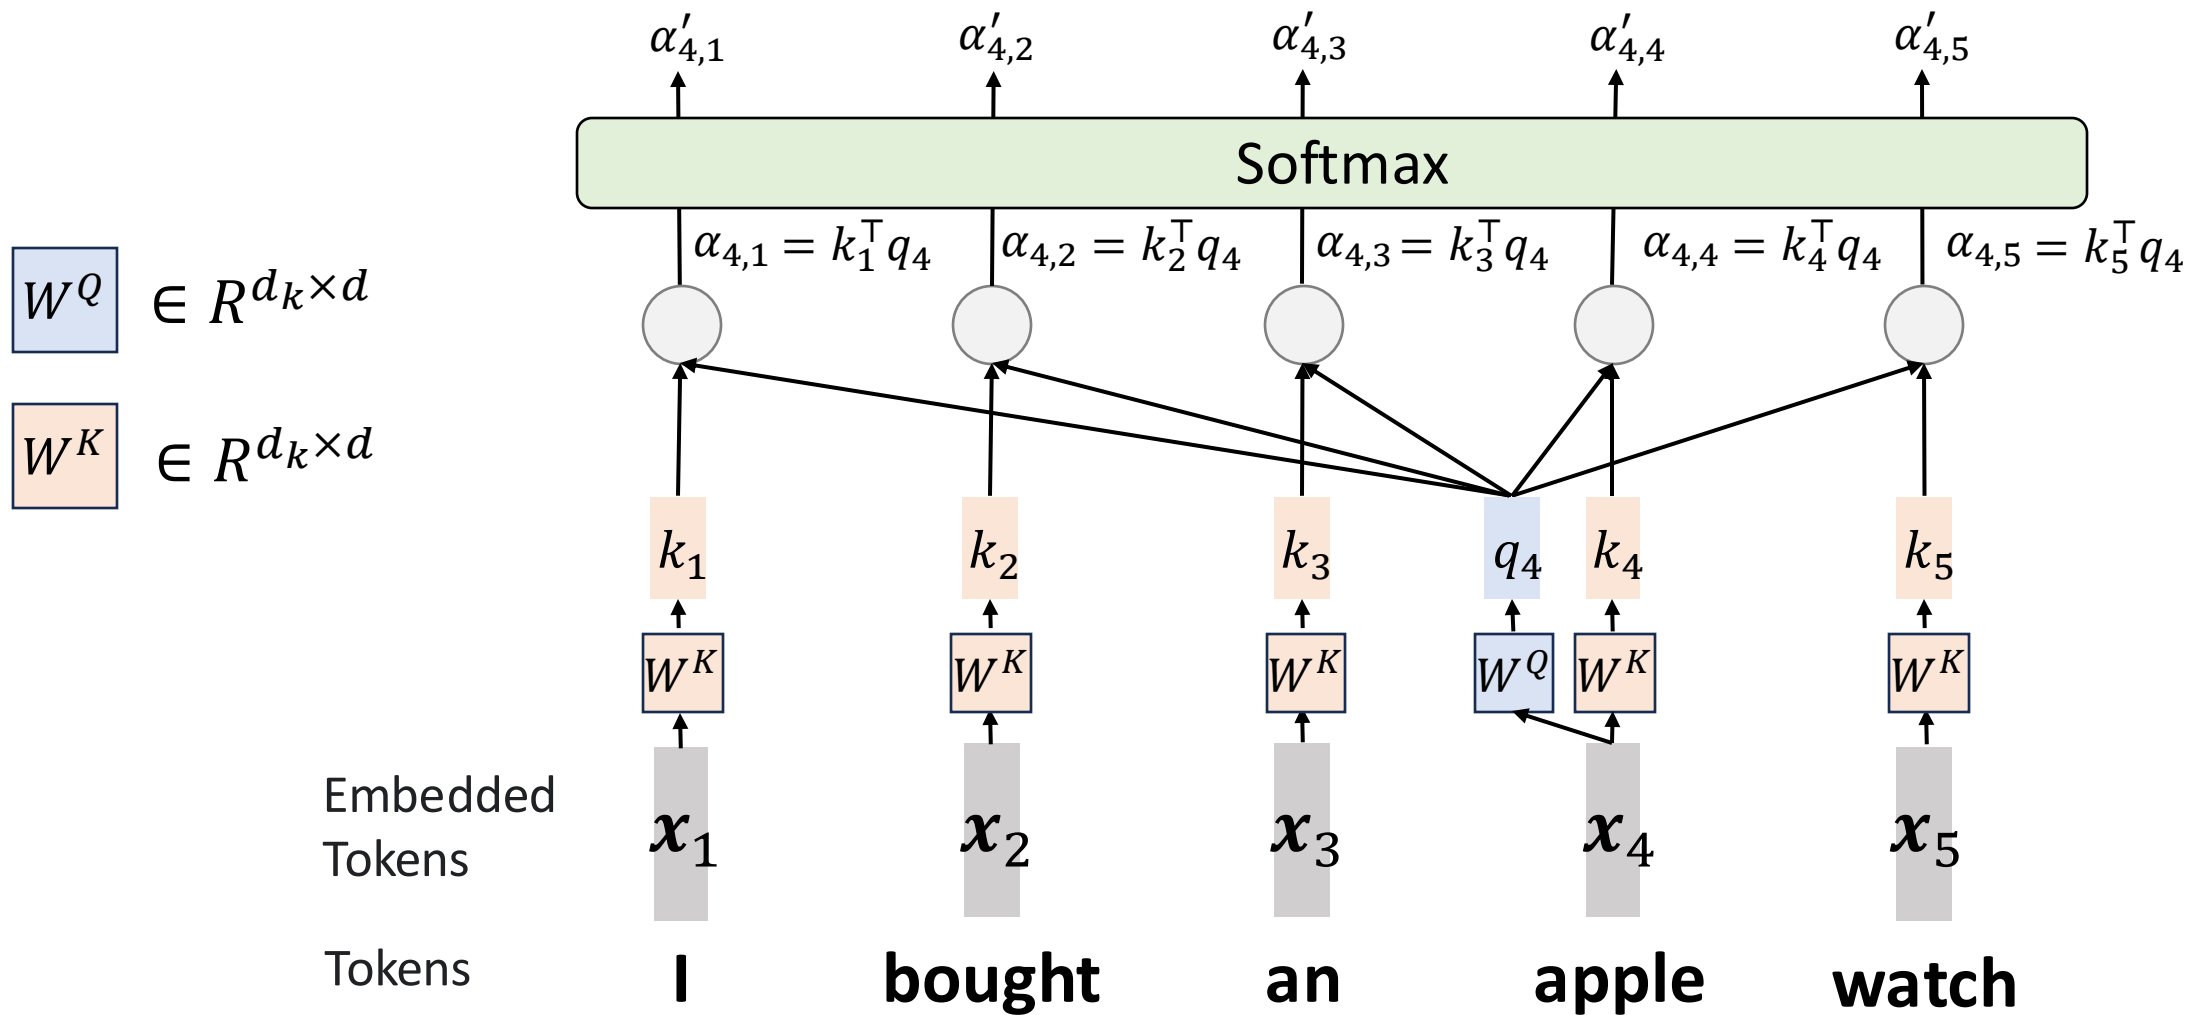 α′4,1 α′4,2 α′4,3 α′4,4 α′4,5
Softmax
α4,1 = k1⊤q4 α4,2 = k2⊤q4 α4,3 = k3⊤q4 α4,4 = k4⊤q4 α4,5 = k5⊤q4
W^Q ∈ R^{dk×d}
W^K ∈ R^{dk×d}
k1 k2 k3 q4 k4 k5
W^K W^K W^K W^Q W^K W^K
Embedded
Tokens
x1 x2 x3 x4 x5
Tokens I bought an apple watch